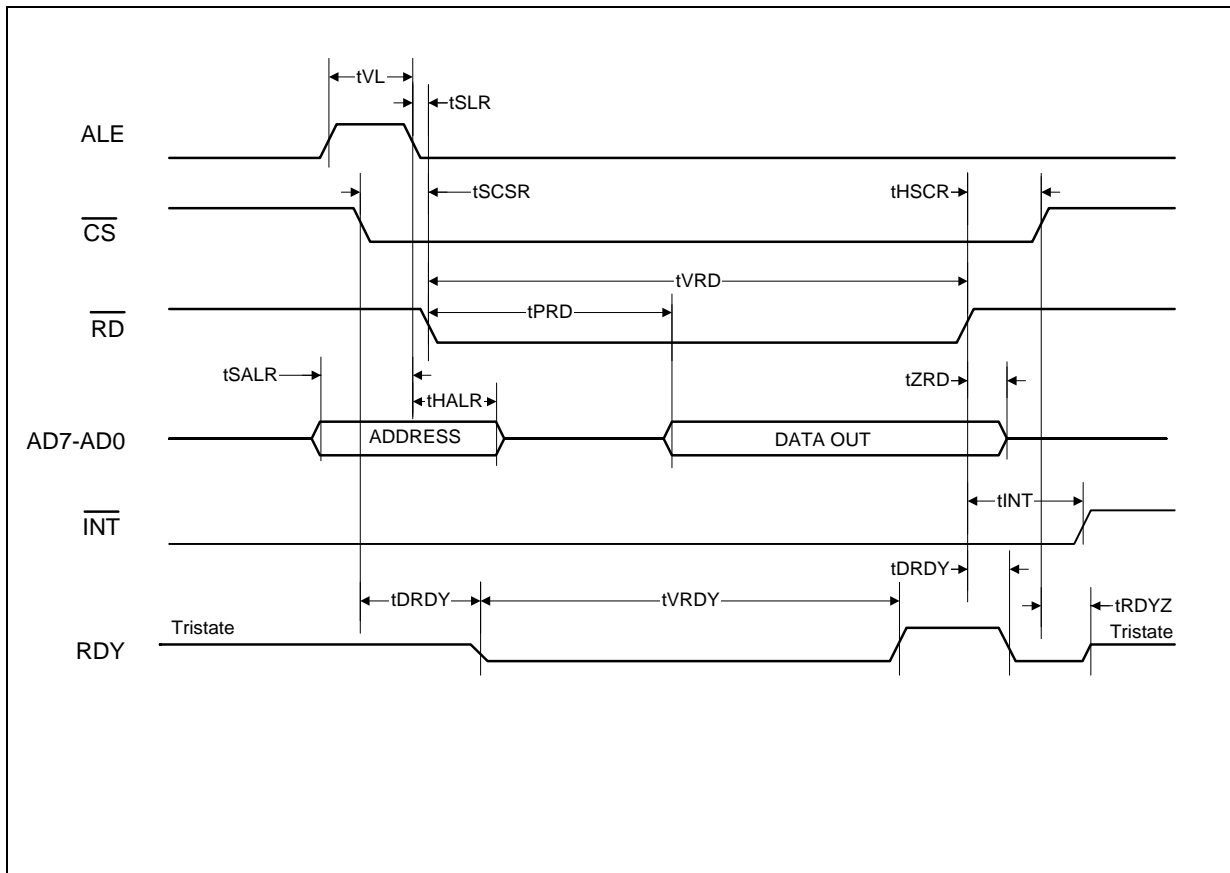 tVL
tSLR
ALE
tSCSR
tHSCR
CS
tVRD
tPRD
RD
tSALR
tZRD
tHALR
AD7-AD0
ADDRESS
DATA OUT
tINT
INT
tDRDY
tDRDY
tVRDY
tRDYZ
Tristate
Tristate
RDY